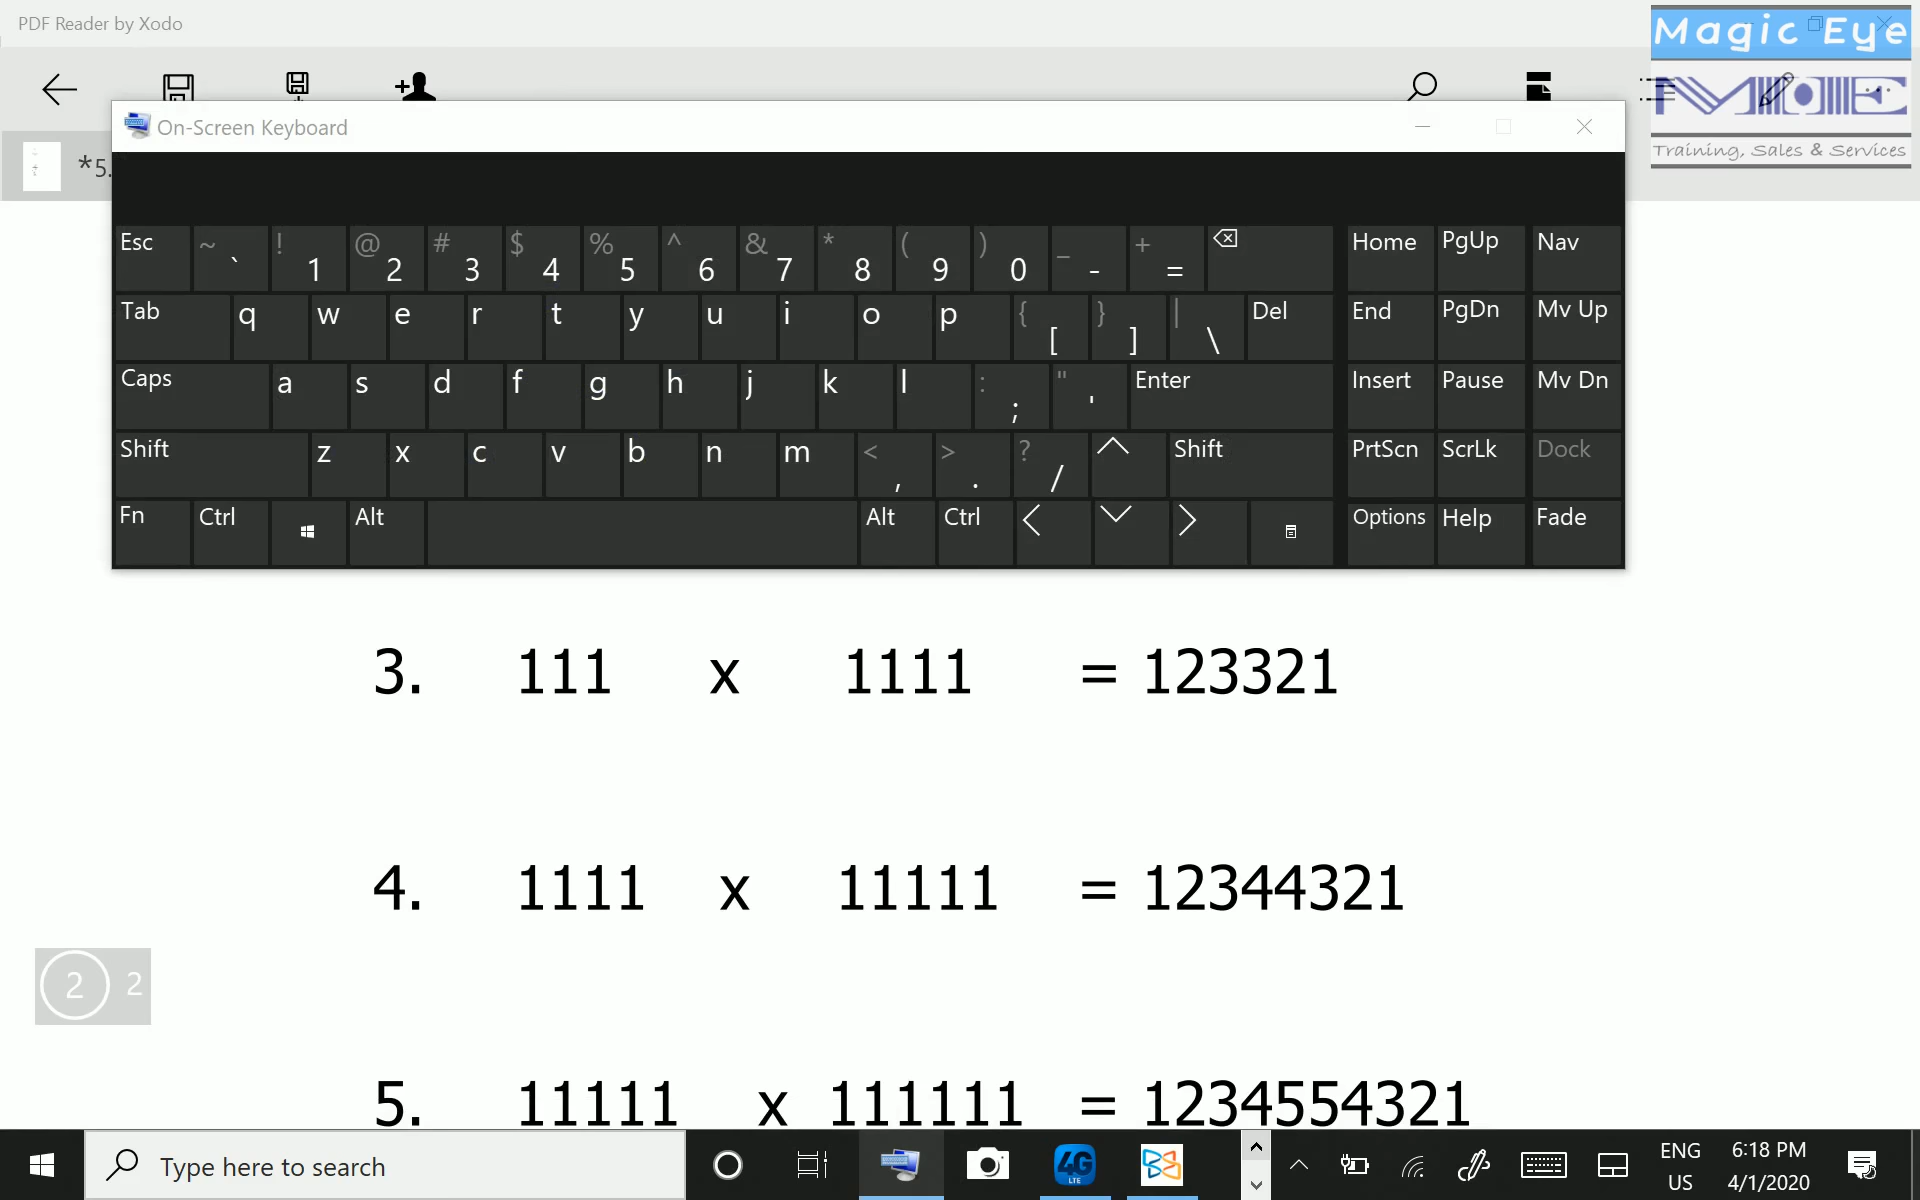 PDF Reader by Xodo
Magic Eye
MOE
Training, Sales & Services
*5.
On-Screen Keyboard
Esc ~ ` ! 1 @ 2 # 3 $ 4 % 5 ^ 6 & 7 * 8 ( 9 ) 0 _ - + = Home PgUp Nav
Tab q w e r t y u i o p { [ } ] | \ Del End PgDn Mv Up
Caps a s d f g h j k l : ; " ' Enter Insert Pause Mv Dn
Shift z x c v b n m < , > . ? / Shift PrtScn ScrLk Dock
Fn Ctrl Alt Alt Ctrl Options Help Fade
3. 111 x 1111 = 123321
4. 1111 x 11111 = 12344321
2 2
5. 11111 x 111111 = 1234554321
Type here to search
4G
LTE
ENG
US
6:18 PM
4/1/2020